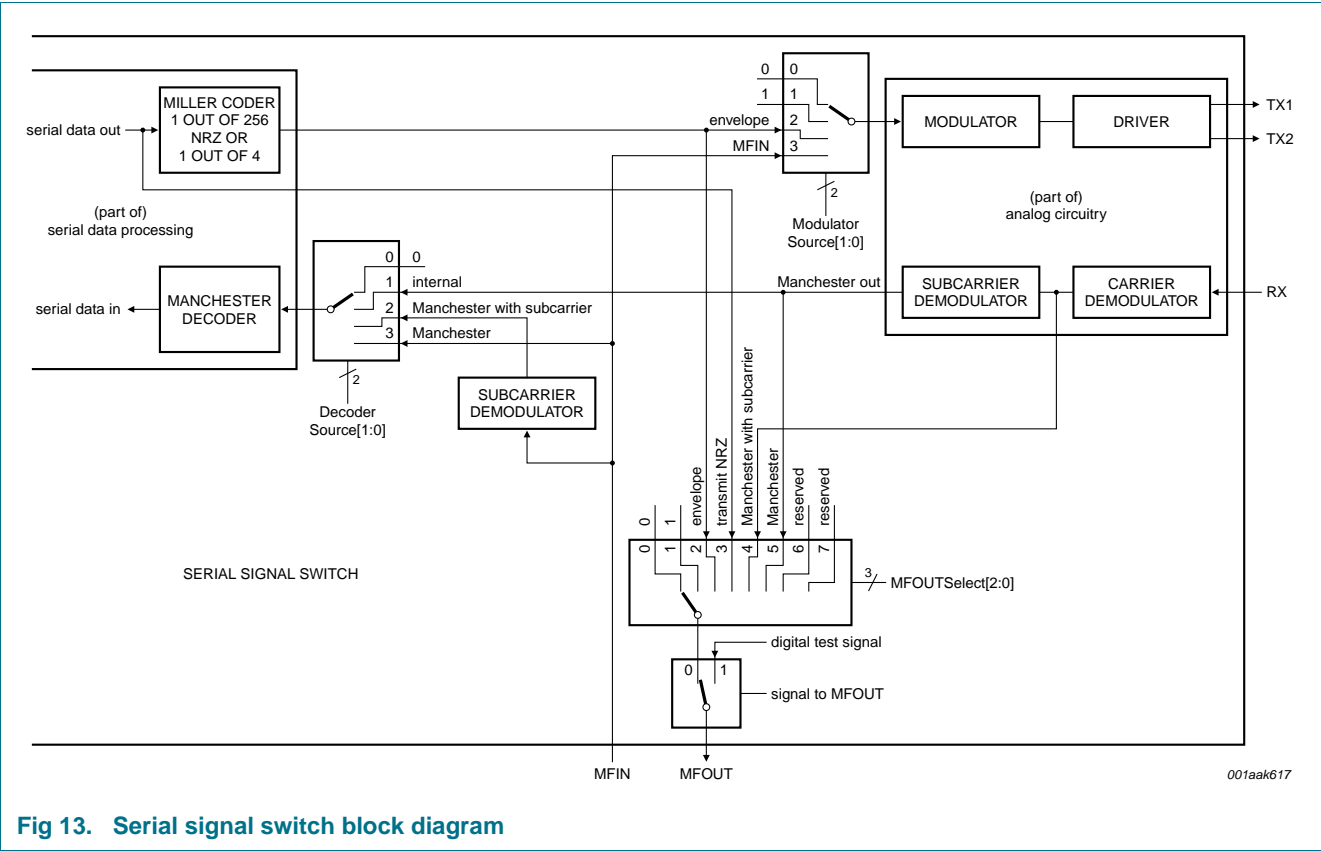 serial data out
MILLER CODER
1 OUT OF 256
NRZ OR
1 OUT OF 4
(part of)
serial data processing
serial data in
MANCHESTER
DECODER
0 0
1 internal
2 Manchester with subcarrier
3 Manchester
2
Decoder
Source[1:0]
SUBCARRIER
DEMODULATOR
0 0
1 1
envelope 2
MFIN 3
2
Modulator
Source[1:0]
MODULATOR
DRIVER
TX1
TX2
(part of)
analog circuitry
Manchester out
SUBCARRIER
DEMODULATOR
CARRIER
DEMODULATOR
RX
0
1
envelope
transmit NRZ
Manchester with subcarrier
Manchester
reserved
reserved
0 1 2 3 4 5 6 7
3
MFOUTSelect[2:0]
SERIAL SIGNAL SWITCH
digital test signal
0 1
signal to MFOUT
MFIN
MFOUT
001aak617
Fig 13. Serial signal switch block diagram